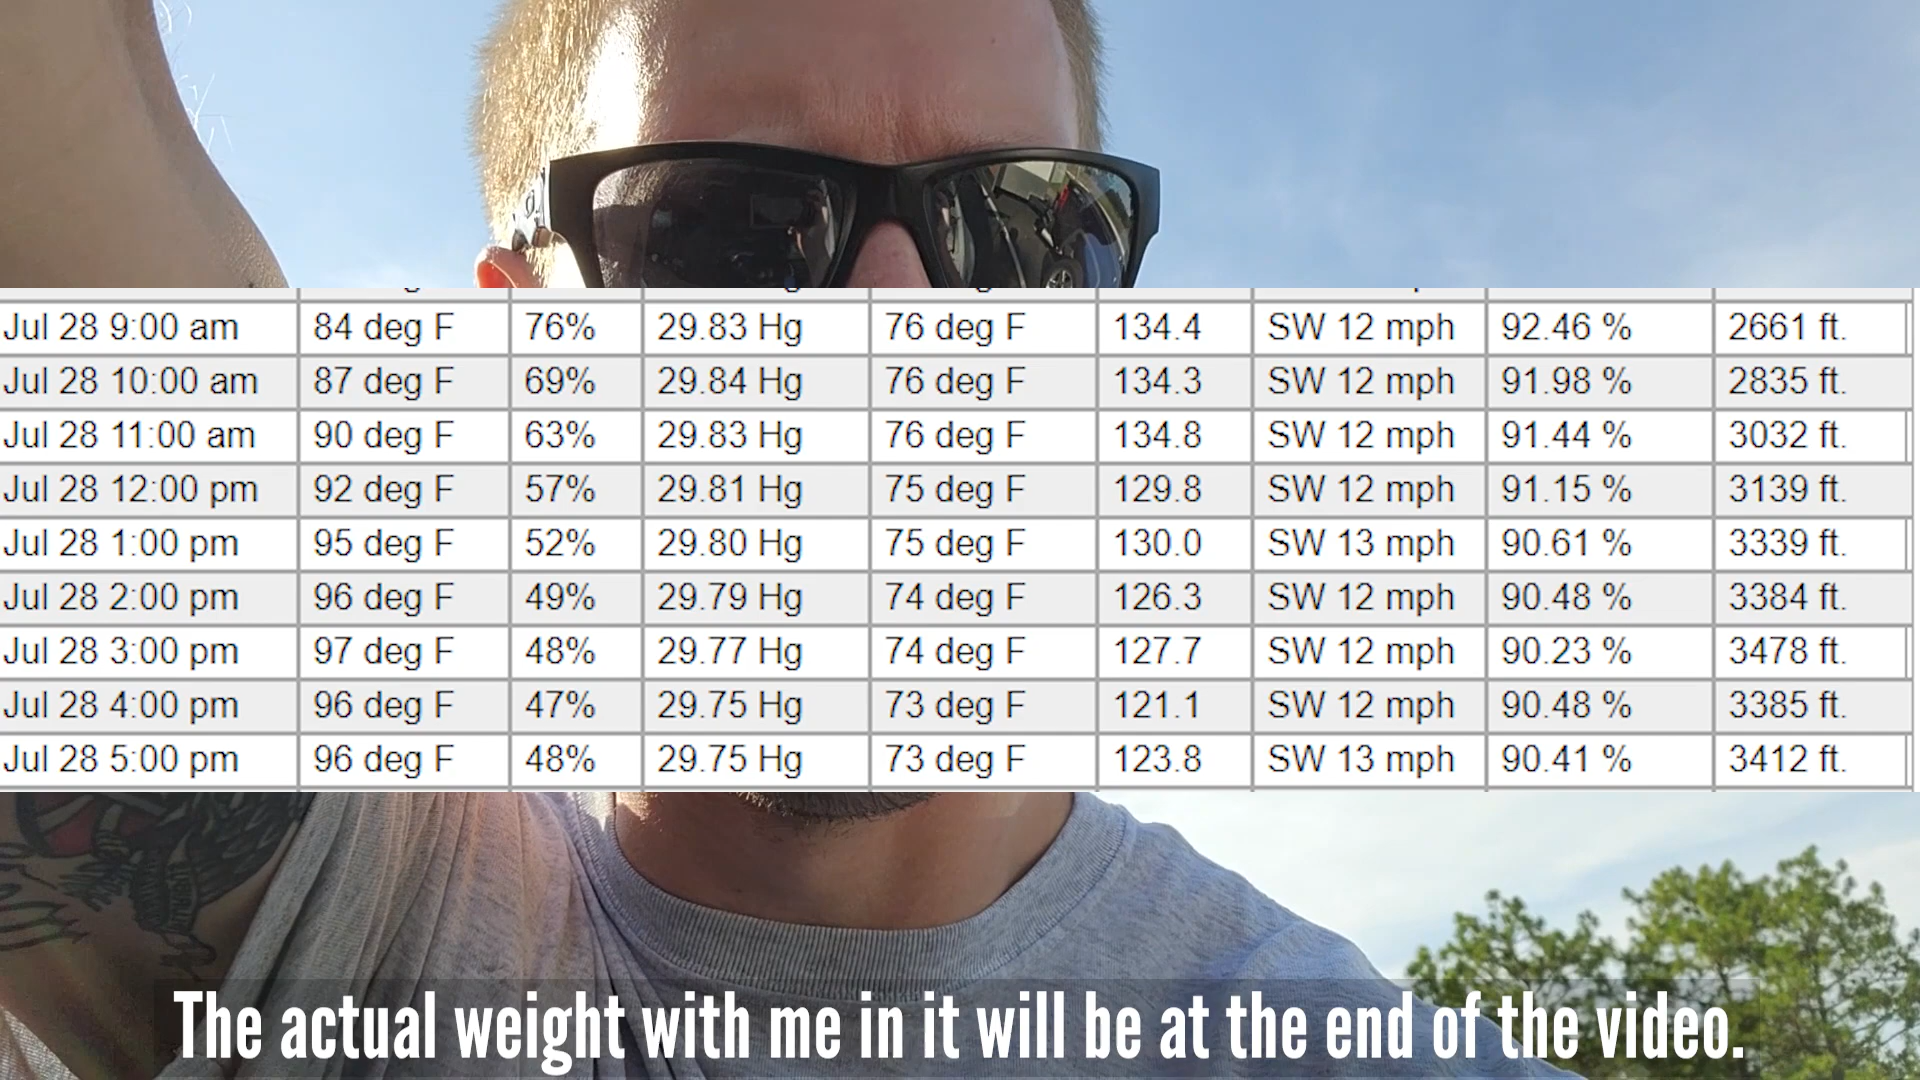 Jul 28 9:00 am 84 deg F 76% 29.83 Hg 76 deg F 134.4 SW 12 mph 92.46 % 2661 ft.
Jul 28 10:00 am 87 deg F 69% 29.84 Hg 76 deg F 134.3 SW 12 mph 91.98 % 2835 ft.
Jul 28 11:00 am 90 deg F 63% 29.83 Hg 76 deg F 134.8 SW 12 mph 91.44 % 3032 ft.
Jul 28 12:00 pm 92 deg F 57% 29.81 Hg 75 deg F 129.8 SW 12 mph 91.15 % 3139 ft.
Jul 28 1:00 pm 95 deg F 52% 29.80 Hg 75 deg F 130.0 SW 13 mph 90.61 % 3339 ft.
Jul 28 2:00 pm 96 deg F 49% 29.79 Hg 74 deg F 126.3 SW 12 mph 90.48 % 3384 ft.
Jul 28 3:00 pm 97 deg F 48% 29.77 Hg 74 deg F 127.7 SW 12 mph 90.23 % 3478 ft.
Jul 28 4:00 pm 96 deg F 47% 29.75 Hg 73 deg F 121.1 SW 12 mph 90.48 % 3385 ft.
Jul 28 5:00 pm 96 deg F 48% 29.75 Hg 73 deg F 123.8 SW 13 mph 90.41 % 3412 ft.
The actual weight with me in it will be at the end of the video.